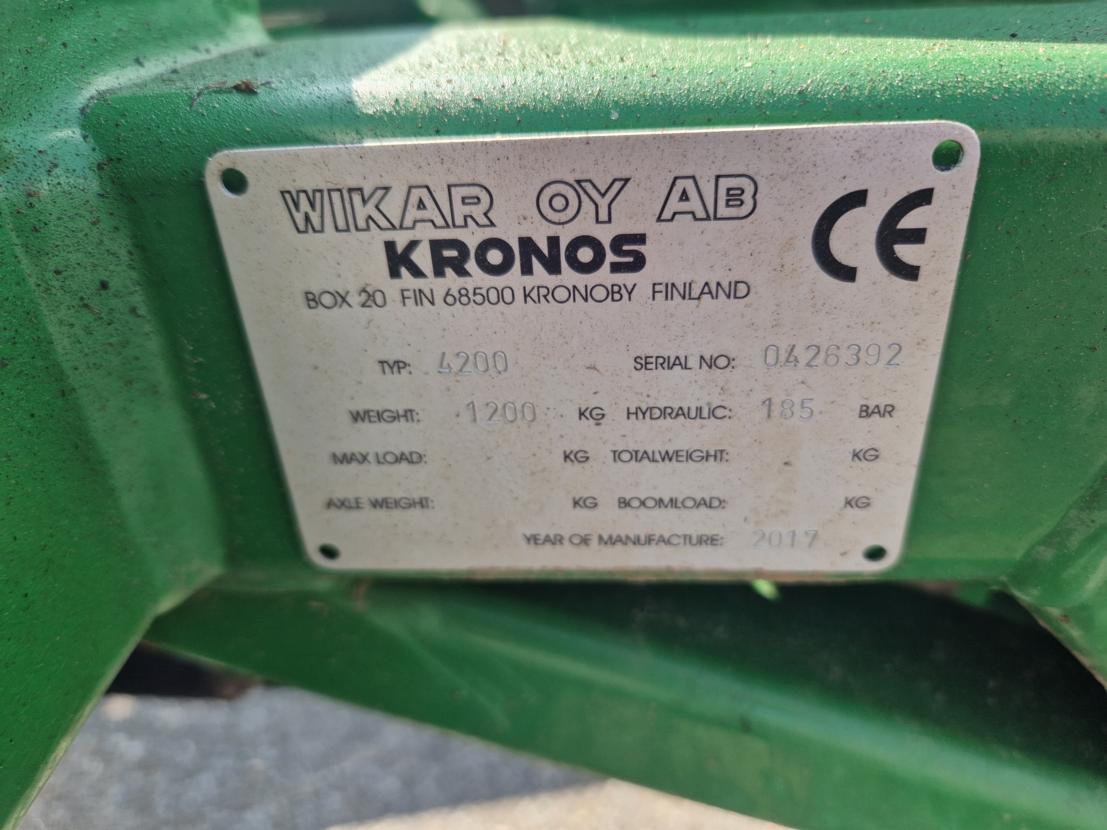 WIKAR OY AB
KRONOS
CE
BOX 20 FIN 68500 KRONOBY FINLAND
TYP: 4200 SERIAL NO: 0426392
WEIGHT: 1200 KG HYDRAULIC: 185 BAR
MAX LOAD: KG TOTALWEIGHT: KG
AXLE WEIGHT: KG BOOMLOAD: KG
YEAR OF MANUFACTURE: 2017